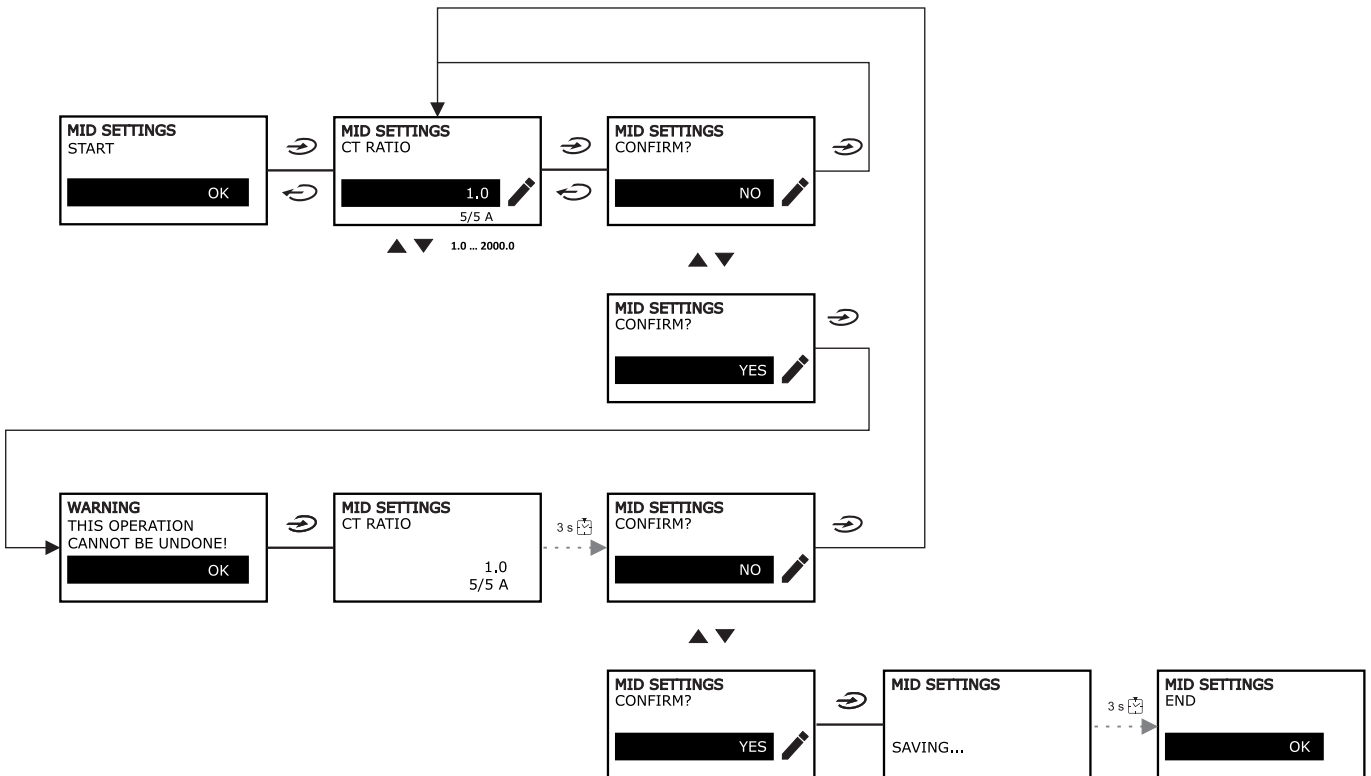 MID SETTINGS
START
OK
MID SETTINGS
CT RATIO
1.0
5/5 A
1.0 ... 2000.0
MID SETTINGS
CONFIRM?
NO
MID SETTINGS
CONFIRM?
YES
WARNING
THIS OPERATION
CANNOT BE UNDONE!
OK
MID SETTINGS
CT RATIO
1.0
5/5 A
3 s
MID SETTINGS
CONFIRM?
NO
MID SETTINGS
CONFIRM?
YES
MID SETTINGS
SAVING...
3 s
MID SETTINGS
END
OK